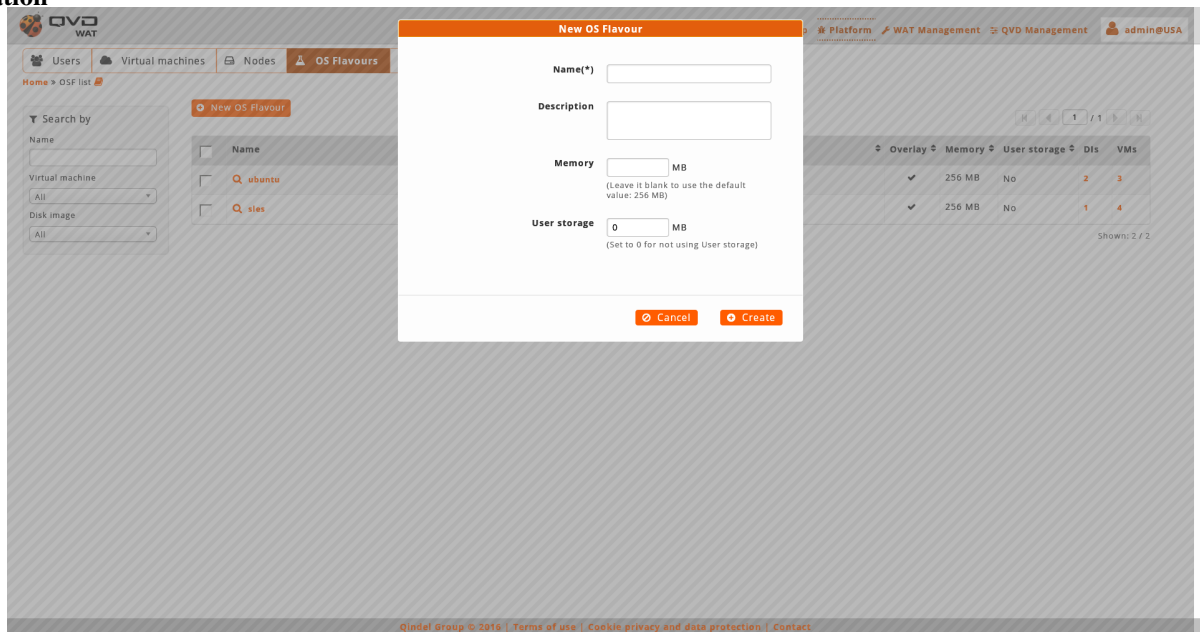 QVD
WAT
New OS Flavour
Platform WAT Management QVD Management admin@USA
Users Virtual machines Nodes OS Flavours
Home » OSF list
Name(*)
New OS Flavour
Description
Search by
1 / 1
Name
Name Overlay Memory User storage DIs VMs
Memory MB
Virtual machine
ubuntu 256 MB No 2 3
(Leave it blank to use the default
value: 256 MB)
All
sles 256 MB No 1 4
Disk image
User storage 0 MB
All
Shown: 2 / 2
(Set to 0 for not using User storage)
Cancel Create
Qindel Group © 2016 | Terms of use | Cookie privacy and data protection | Contact